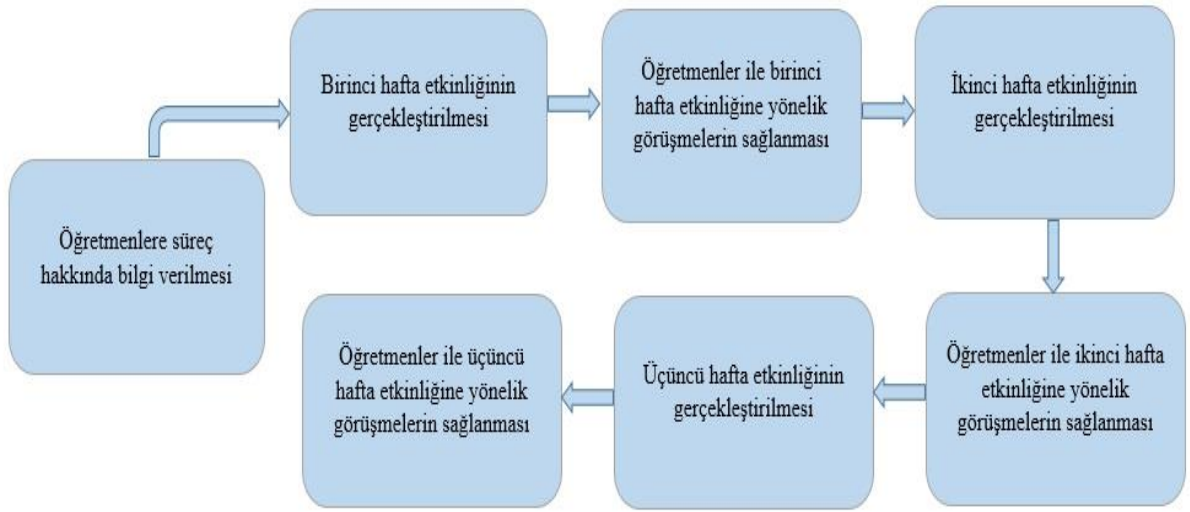 Öğretmenlere süreç
hakkında bilgi verilmesi
Birinci hafta etkinliğinin
gerçekleştirilmesi
Öğretmenler ile birinci
hafta etkinliğine yönelik
görüşmelerin sağlanması
İkinci hafta etkinliğinin
gerçekleştirilmesi
Öğretmenler ile ikinci hafta
etkinliğine yönelik
görüşmelerin sağlanması
Üçüncü hafta etkinliğinin
gerçekleştirilmesi
Öğretmenler ile üçüncü
hafta etkinliğine yönelik
görüşmelerin sağlanması